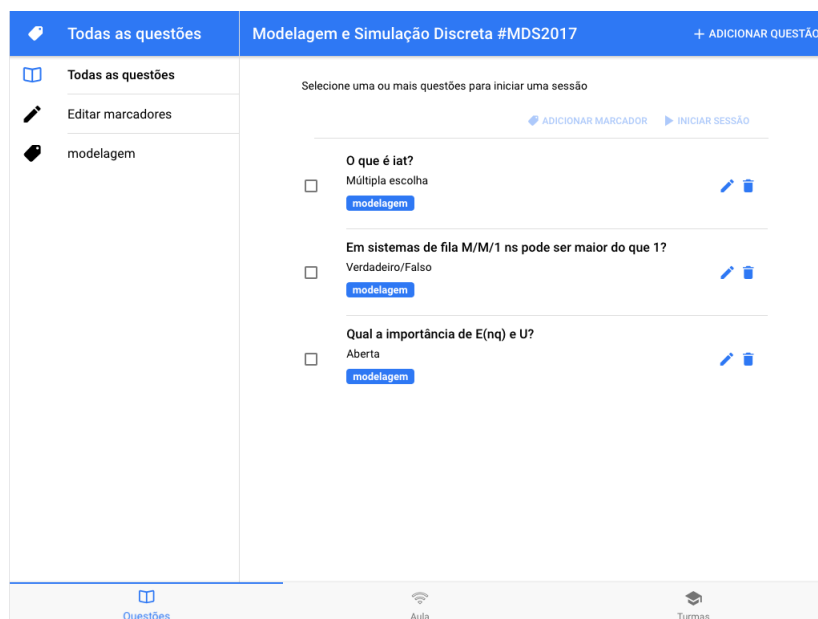 Todas as questões
Modelagem e Simulação Discreta #MDS2017
+ ADICIONAR QUESTÃO
Todas as questões
Editar marcadores
modelagem
Selecione uma ou mais questões para iniciar uma sessão
ADICIONAR MARCADOR
INICIAR SESSÃO
O que é iat?
Múltipla escolha
modelagem
Em sistemas de fila M/M/1 ns pode ser maior do que 1?
Verdadeiro/Falso
modelagem
Qual a importância de E(nq) e U?
Aberta
modelagem
Questões
Aula
Turmas